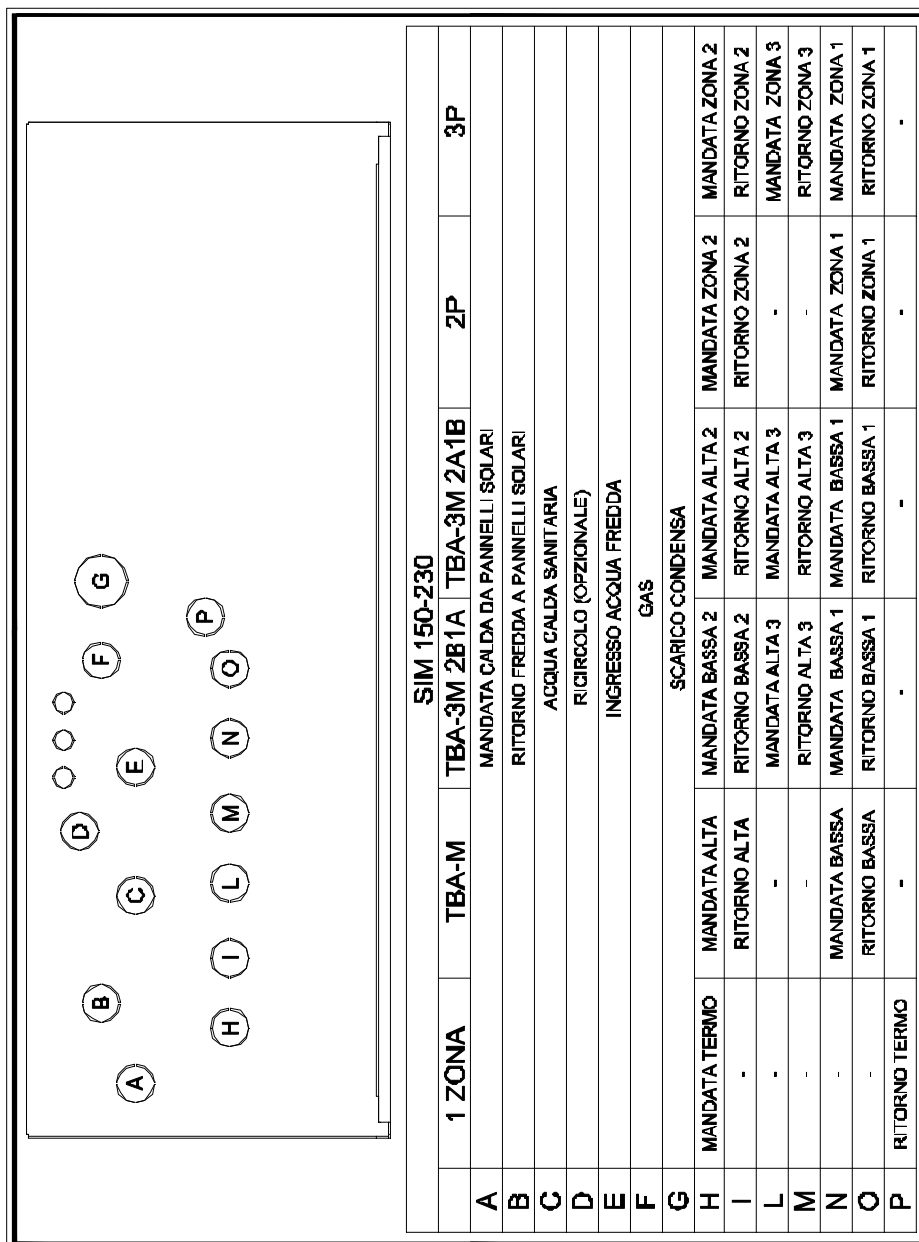 A
B
C
D
E
F
G
H
I
L
M
N
O
P
SIM 150-230
1 ZONA TBA-M TBA-3M 2B1A TBA-3M 2A1B 2P 3P
A MANDATA CALDA DA PANNELLI SOLARI
B RITORNO FREDDA A PANNELLI SOLARI
C ACQUA CALDA SANITARIA
D RICIRCOLO (OPZIONALE)
E INGRESSO ACQUA FREDDA
F GAS
G SCARICO CONDENSA
H MANDATA TERMO MANDATA ALTA MANDATA BASSA 2 MANDATA ALTA 2 MANDATA ZONA 2 MANDATA ZONA 2
I - RITORNO ALTA RITORNO BASSA 2 RITORNO ALTA 2 RITORNO ZONA 2 RITORNO ZONA 2
L - - MANDATA ALTA 3 MANDATA ALTA 3 - MANDATA ZONA 3
M - - RITORNO ALTA 3 RITORNO ALTA 3 - RITORNO ZONA 3
N - MANDATA BASSA MANDATA BASSA 1 MANDATA BASSA 1 MANDATA ZONA 1 MANDATA ZONA 1
O - RITORNO BASSA RITORNO BASSA 1 RITORNO BASSA 1 RITORNO ZONA 1 RITORNO ZONA 1
P RITORNO TERMO - - - - -